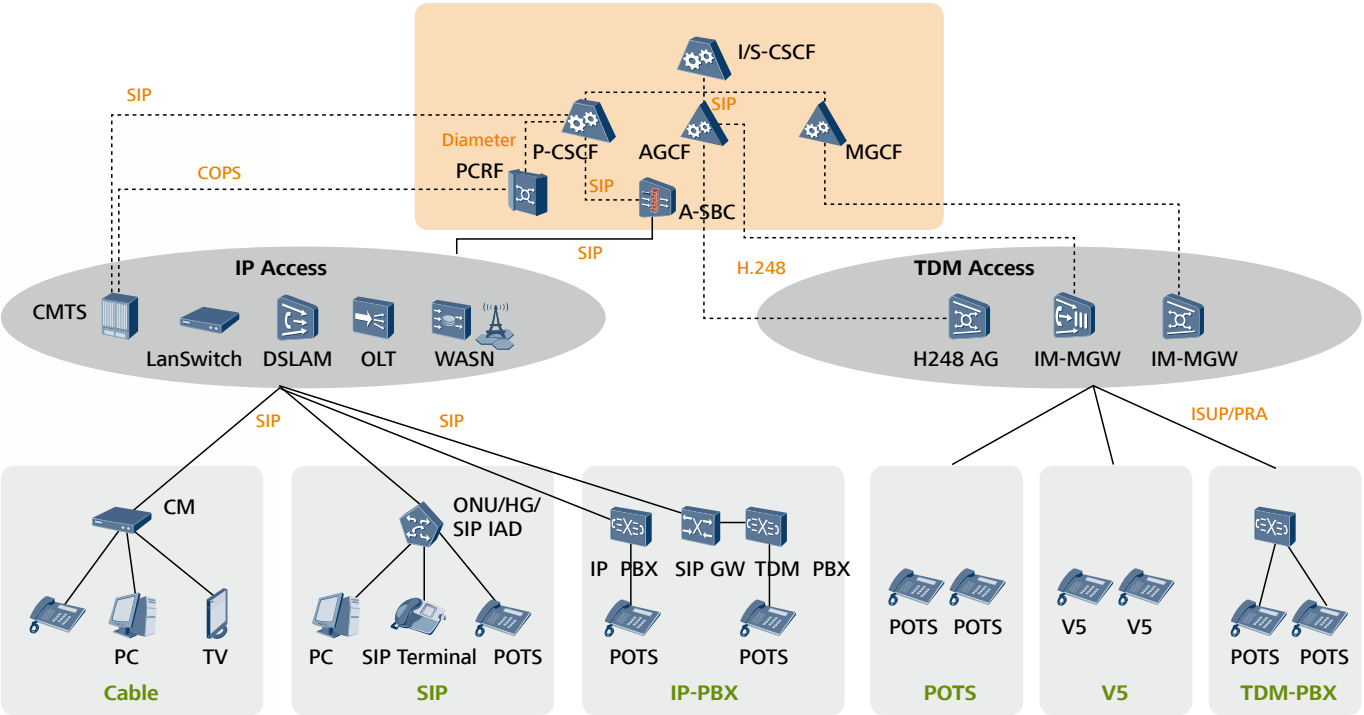 I/S-CSCF
SIP
SIP
Diameter
P-CSCF
AGCF
MGCF
COPS
PCRF
SIP
A-SBC
SIP
IP Access
H.248
TDM Access
CMTS
LanSwitch
DSLAM
OLT
WASN
H248 AG
IM-MGW
IM-MGW
SIP
SIP
ISUP/PRA
CM
ONU/HG/
SIP IAD
IP PBX
SIP GW
TDM PBX
PC
TV
PC
SIP Terminal
POTS
POTS
POTS
POTS
POTS
V5
V5
POTS
POTS
Cable
SIP
IP-PBX
POTS
V5
TDM-PBX